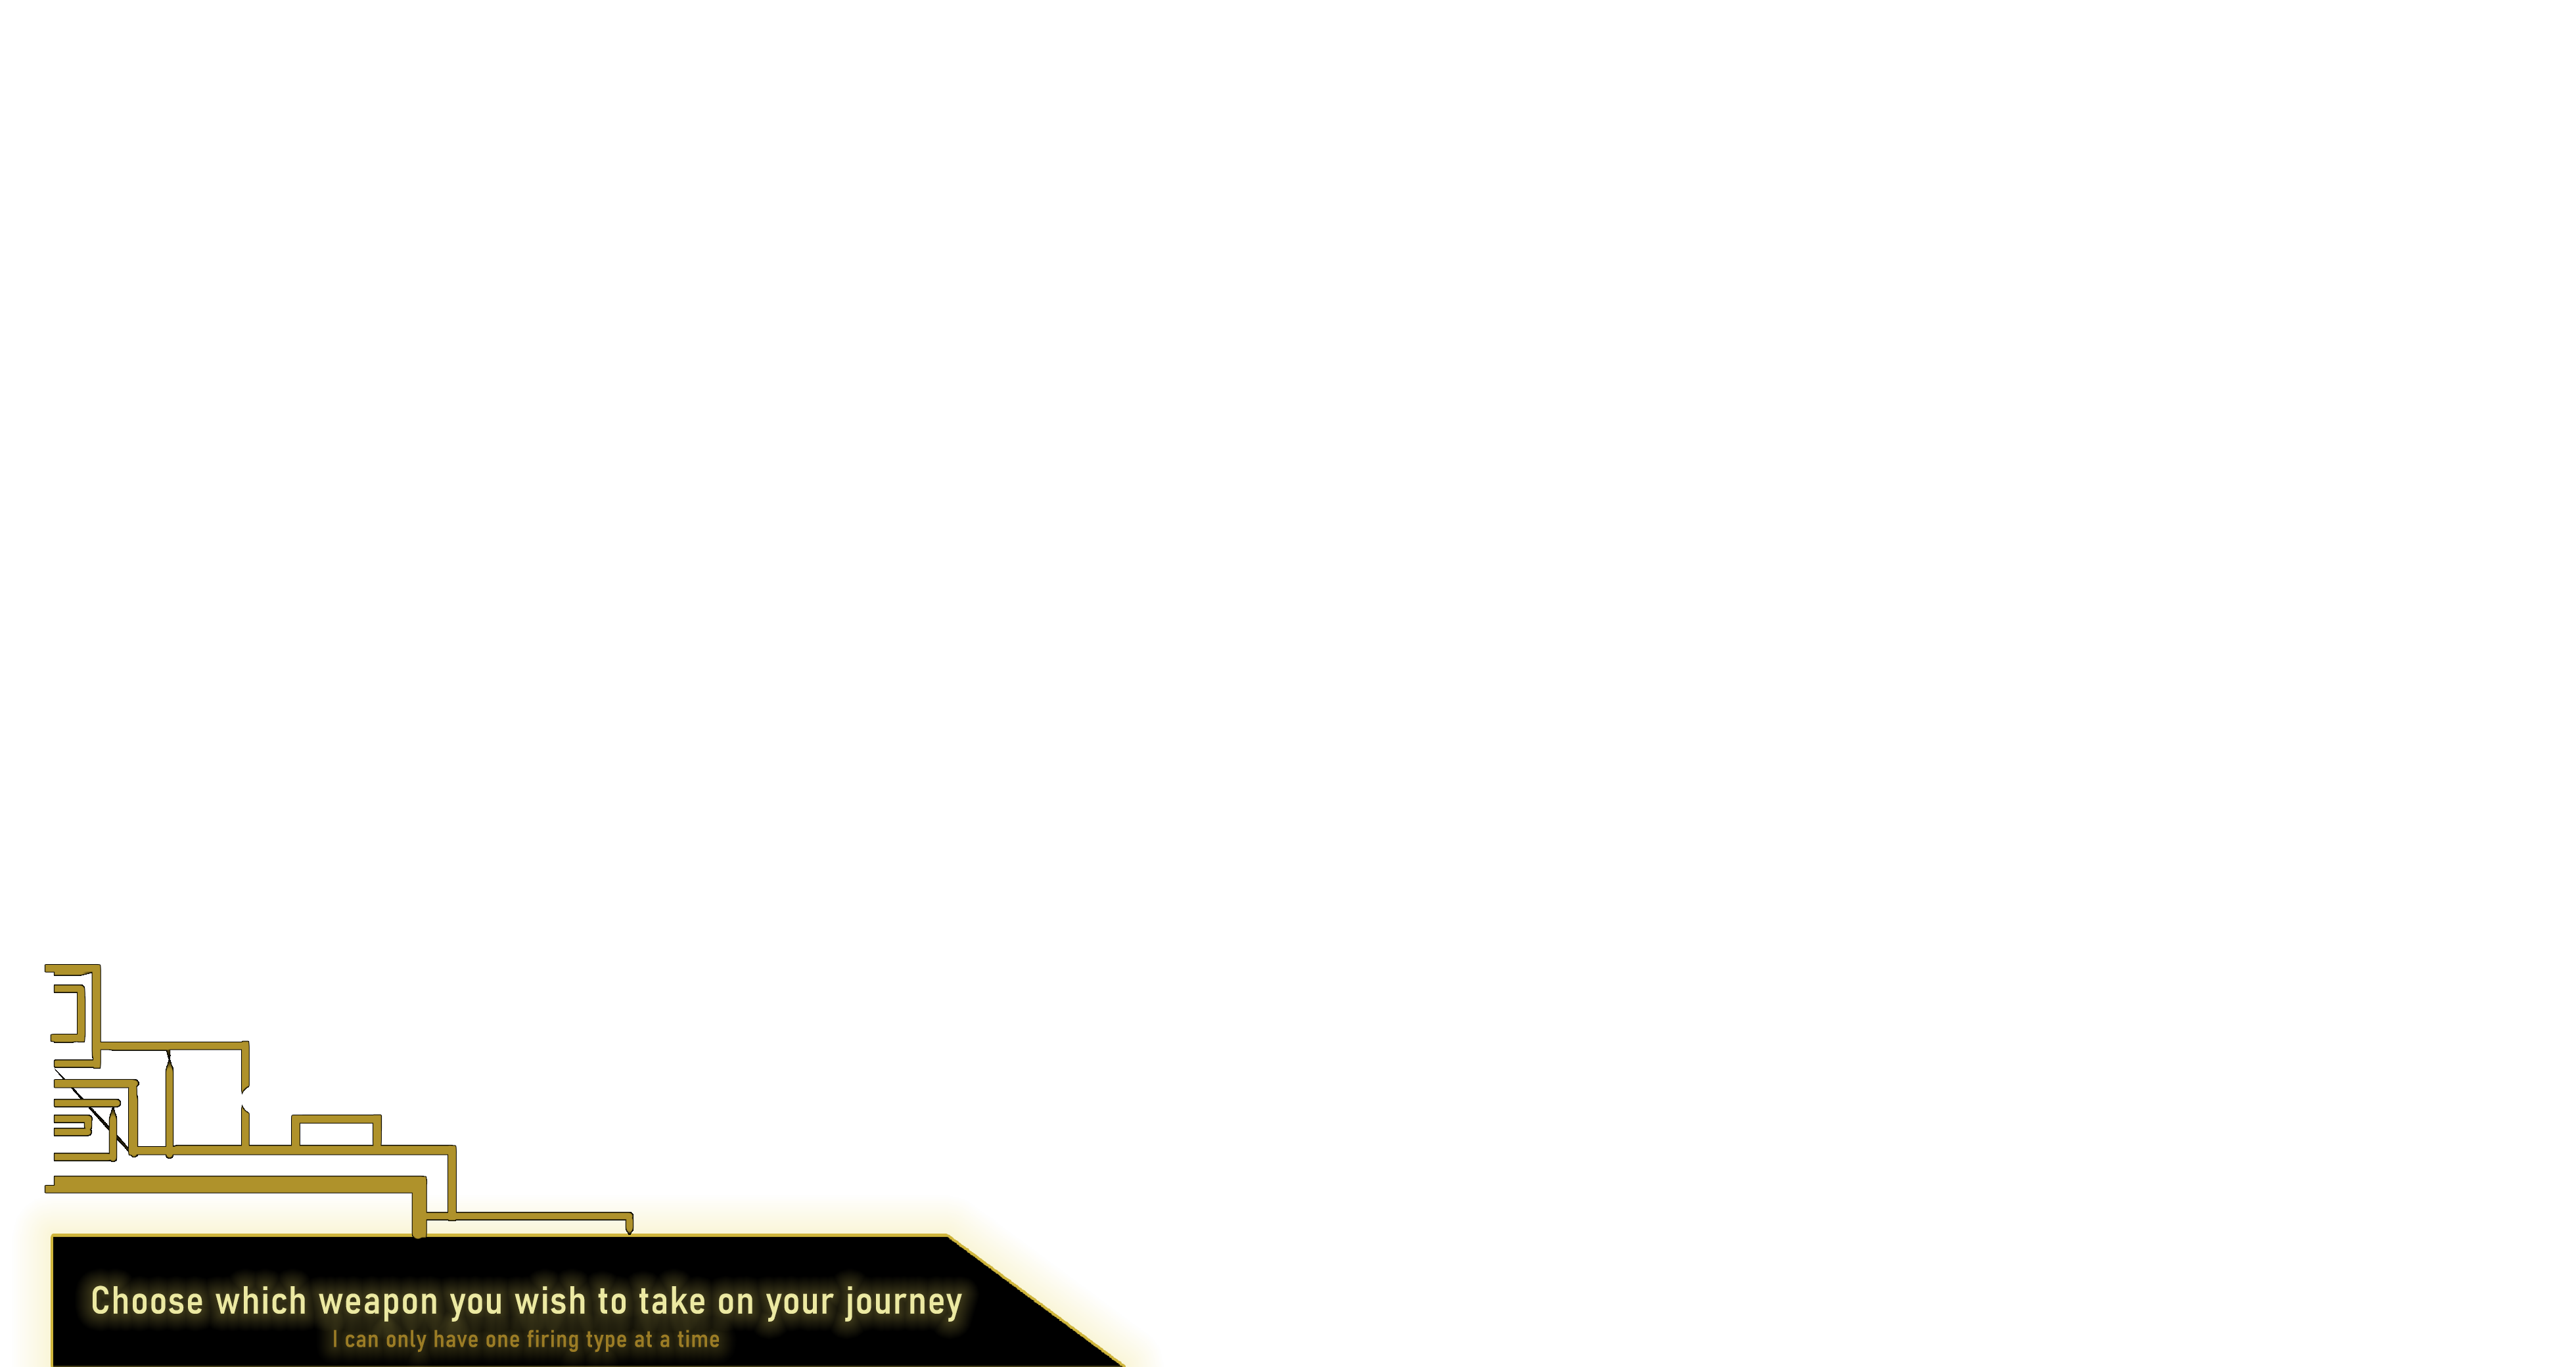 Choose which weapon you wish to take on your journey
I can only have one firing type at a time